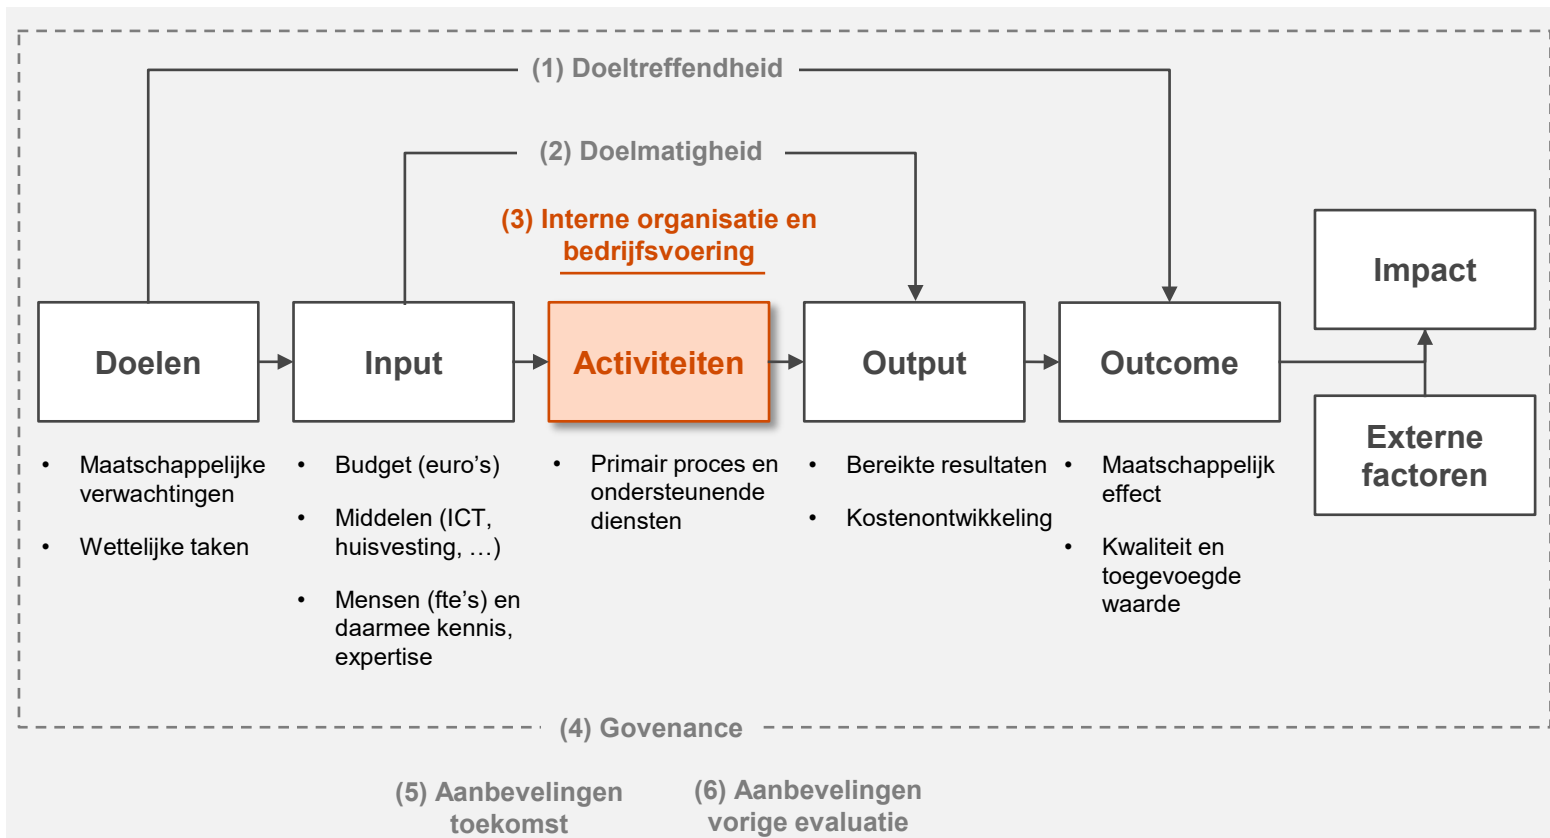 (1) Doeltreffendheid
(2) Doelmatigheid
(3) Interne organisatie en
bedrijfsvoering
Doelen
Input
Activiteiten
Output
Outcome
Impact
Externe
factoren
• Maatschappelijke
verwachtingen
• Wettelijke taken
• Budget (euro’s)
• Middelen (ICT,
huisvesting, …)
• Mensen (fte’s) en
daarmee kennis,
expertise
• Primair proces en
ondersteunende
diensten
• Bereikte resultaten
• Kostenontwikkeling
• Maatschappelijk
effect
• Kwaliteit en
toegevoegde
waarde
(4) Govenance
(5) Aanbevelingen
toekomst
(6) Aanbevelingen
vorige evaluatie